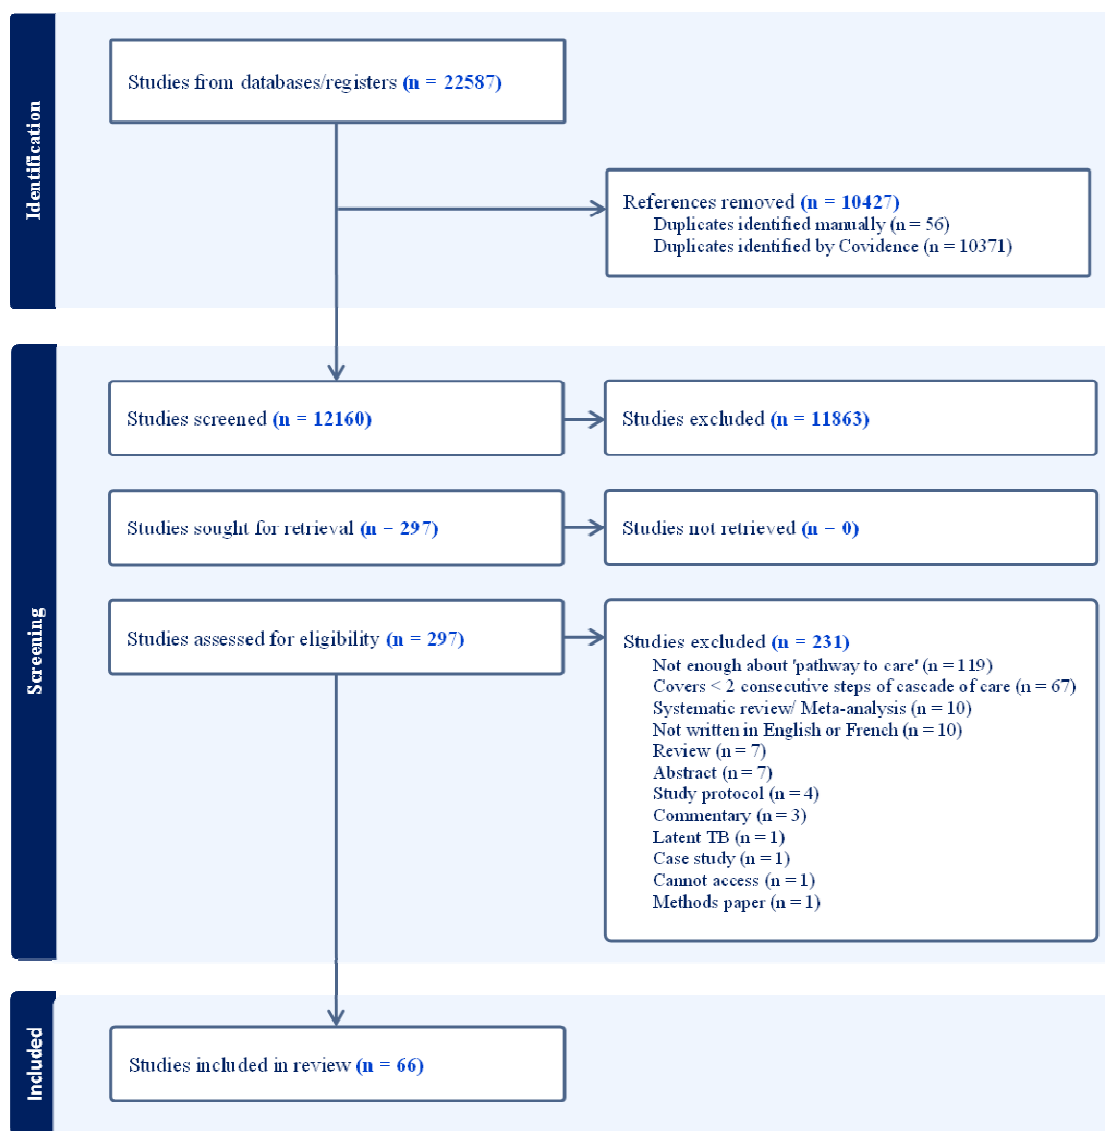 Identification
Studies from databases/registers (n = 22587)
References removed (n = 10427)
Duplicates identified manually (n = 56)
Duplicates identified by Covidence (n = 10371)
Screening
Studies screened (n = 12160)
Studies excluded (n = 11863)
Studies sought for retrieval (n = 297)
Studies not retrieved (n = 0)
Studies assessed for eligibility (n = 297)
Studies excluded (n = 231)
Not enough about 'pathway to care' (n = 119)
Covers < 2 consecutive steps of cascade of care (n = 67)
Systematic review/ Meta-analysis (n = 10)
Not written in English or French (n = 10)
Review (n = 7)
Abstract (n = 7)
Study protocol (n = 4)
Commentary (n = 3)
Latent TB (n = 1)
Case study (n = 1)
Cannot access (n = 1)
Methods paper (n = 1)
Included
Studies included in review (n = 66)